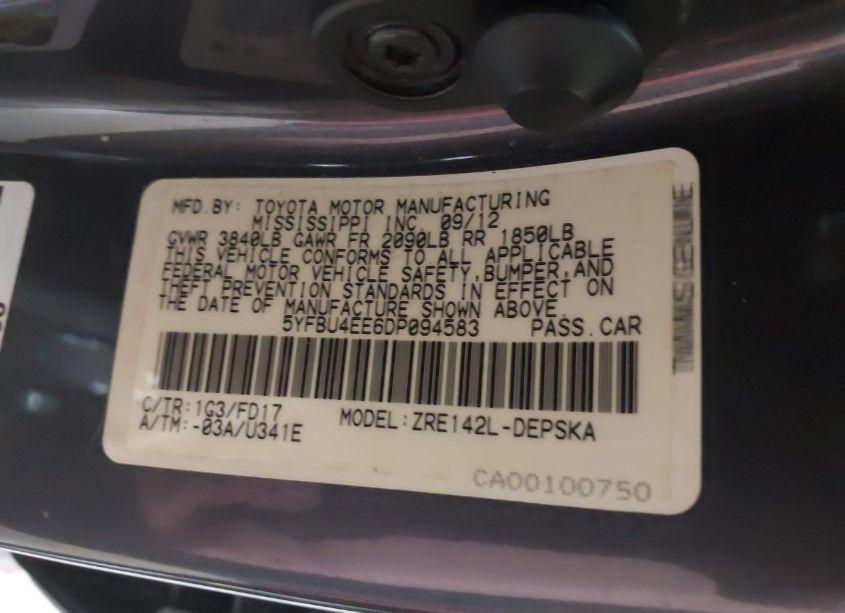 MFD.BY: TOYOTA MOTOR MANUFACTURING
MISSISSIPPI INC 09/12
GVWR 3840LB GAWR FR 2090LB RR 1850LB
THIS VEHICLE CONFORMS TO ALL APPLICABLE
FEDERAL MOTOR VEHICLE SAFETY,BUMPER,AND
THEFT PREVENTION STANDARDS IN EFFECT ON
THE DATE OF MANUFACTURE SHOWN ABOVE.
5YFBU4EE6DP094583 PASS.CAR
C/TR:1G3/FD17
A/TM:-03A/U341E
MODEL:ZRE142L-DEPSKA
CA00100750